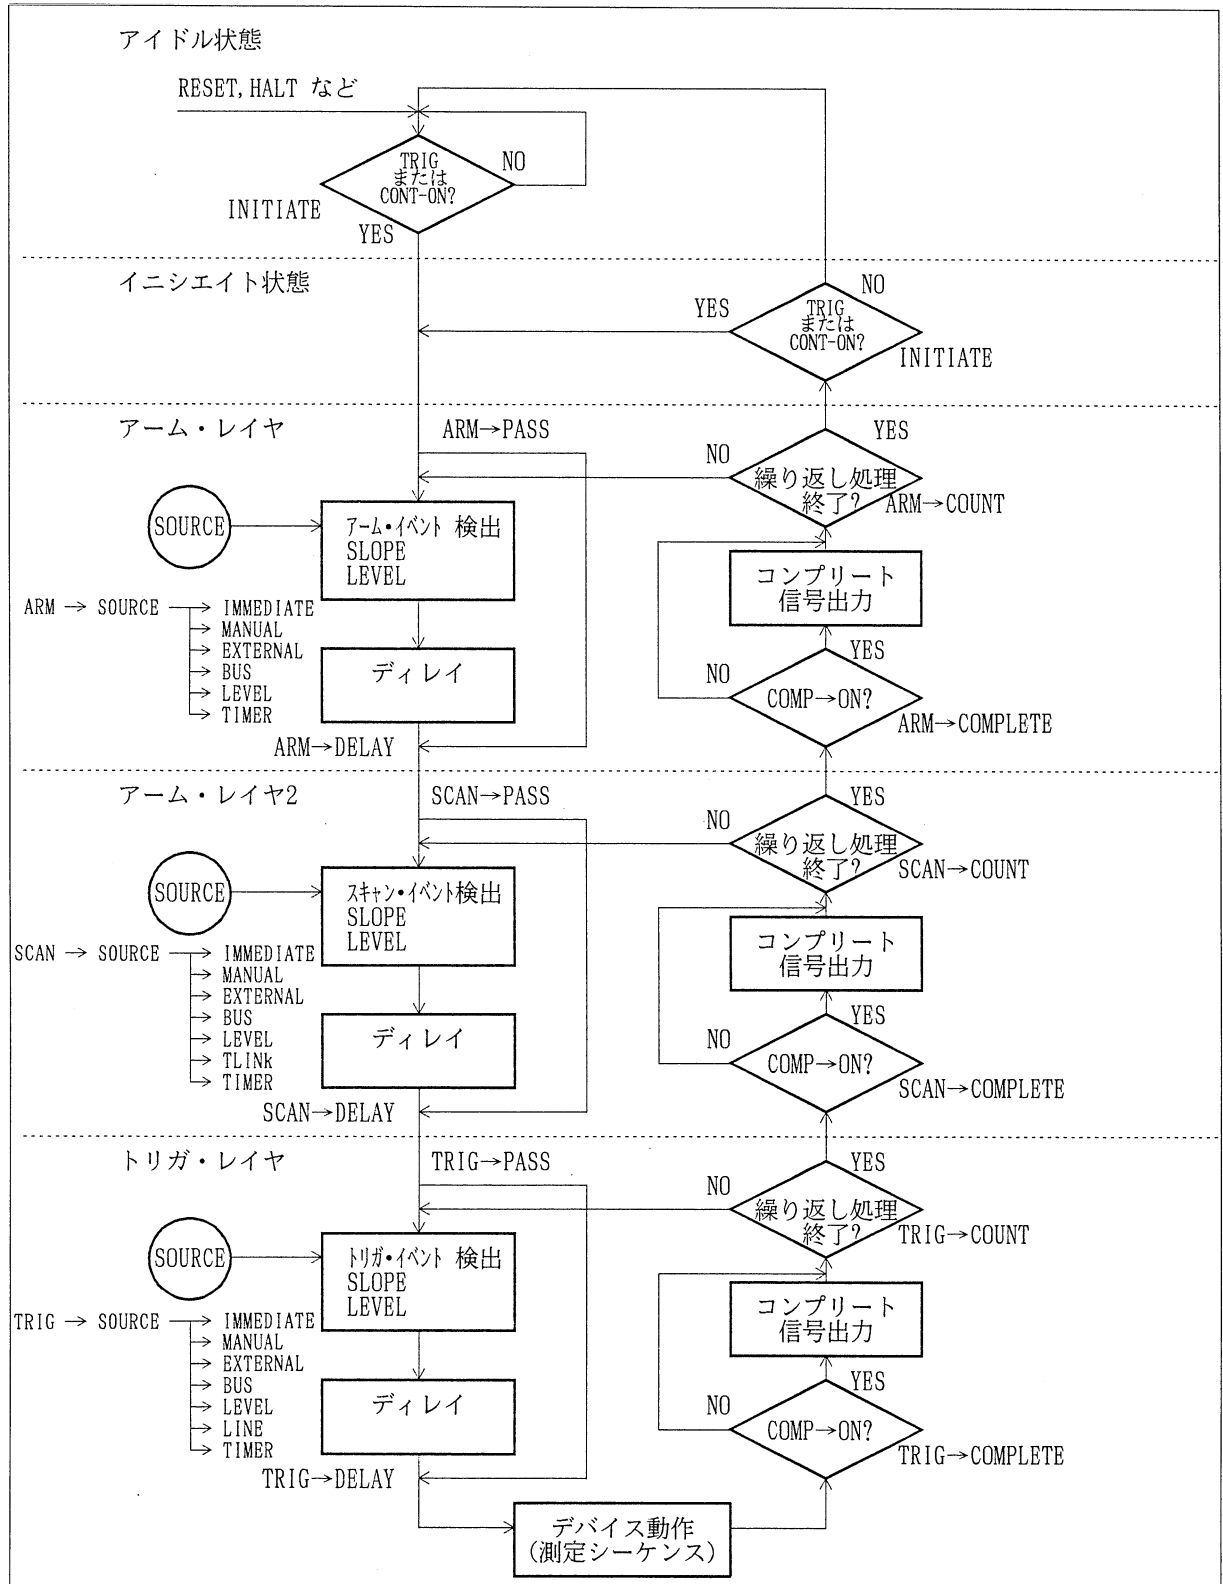 アイドル状態
RESET, HALT など
TRIG
または
CONT-ON?
NO
INITIATE
YES
イニシエイト状態
YES
NO
TRIG
または
CONT-ON?
INITIATE
アーム・レイヤ
ARM→PASS
NO
YES
繰り返し処理
終了?
ARM→COUNT
SOURCE
アーム・イベント 検出
SLOPE
LEVEL
コンプリート
信号出力
ARM → SOURCE → IMMEDIATE
→ MANUAL
→ EXTERNAL
→ BUS
→ LEVEL
→ TIMER
ディレイ
NO
YES
COMP→ON?
ARM→COMPLETE
ARM→DELAY
アーム・レイヤ2
SCAN→PASS
NO
YES
繰り返し処理
終了?
SCAN→COUNT
SOURCE
スキャン・イベント検出
SLOPE
LEVEL
コンプリート
信号出力
SCAN → SOURCE → IMMEDIATE
→ MANUAL
→ EXTERNAL
→ BUS
→ LEVEL
→ TLINk
→ TIMER
ディレイ
NO
YES
COMP→ON?
SCAN→COMPLETE
SCAN→DELAY
トリガ・レイヤ
TRIG→PASS
NO
YES
繰り返し処理
終了?
TRIG→COUNT
SOURCE
トリガ・イベント 検出
SLOPE
LEVEL
コンプリート
信号出力
TRIG → SOURCE → IMMEDIATE
→ MANUAL
→ EXTERNAL
→ BUS
→ LEVEL
→ LINE
→ TIMER
ディレイ
NO
YES
COMP→ON?
TRIG→COMPLETE
TRIG→DELAY
デバイス動作
(測定シーケンス)